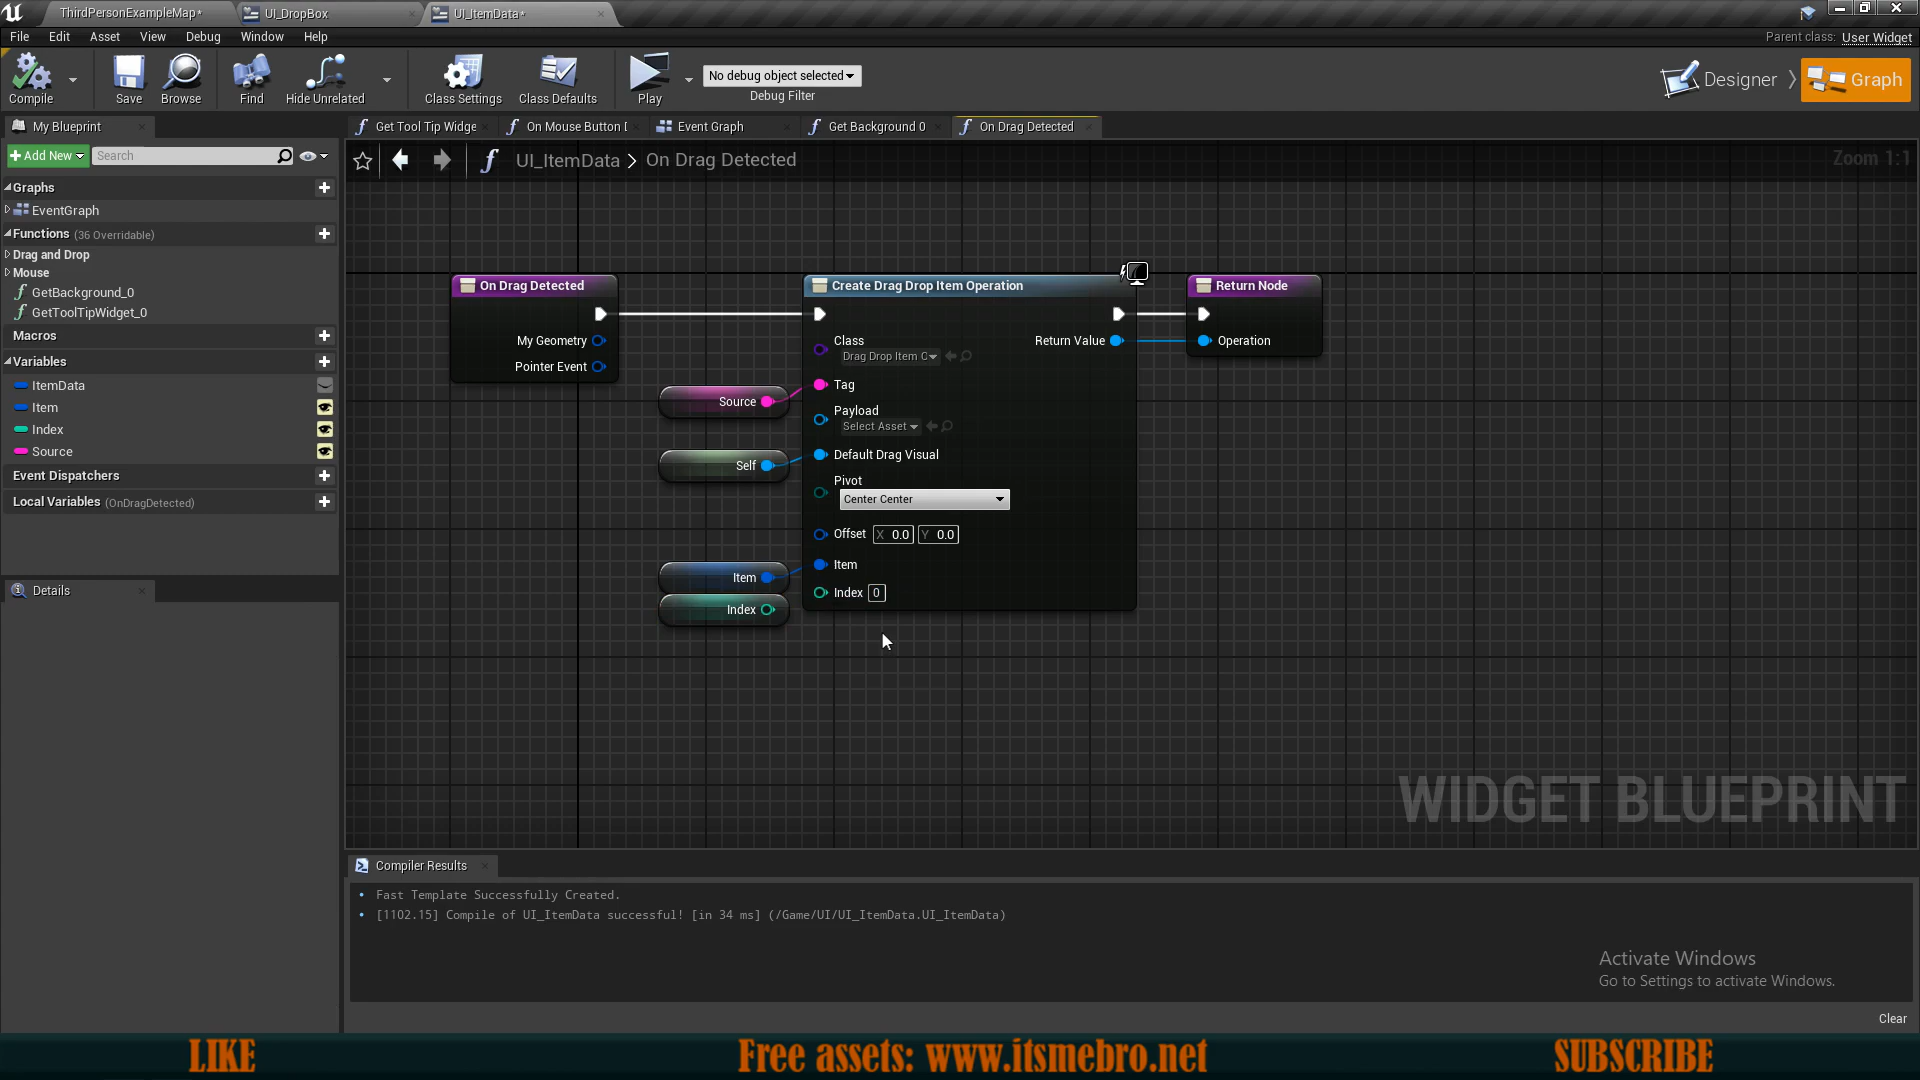 ThirdPersonExampleMap*
UI_DropBox
UI_ItemData*
File Edit Asset View Debug Window Help
Parent class: User Widget
Compile
Save
Browse
Find
Hide Unrelated
Class Settings
Class Defaults
Play
No debug object selected
Debug Filter
Designer
Graph
My Blueprint
Get Tool Tip Widge
On Mouse Button D
Event Graph
Get Background 0
On Drag Detected
Add New
Search
UI_ItemData > On Drag Detected
Zoom 1:1
Graphs
EventGraph
Functions (36 Overridable)
Drag and Drop
Mouse
GetBackground_0
GetToolTipWidget_0
Macros
Variables
ItemData
Item
Index
Source
Event Dispatchers
Local Variables (OnDragDetected)
Details
On Drag Detected
My Geometry
Pointer Event
Source
Self
Item
Index
Create Drag Drop Item Operation
Class
Drag Drop Item O
Return Value
Tag
Payload
Select Asset
Default Drag Visual
Pivot
Center Center
Offset X 0.0 Y 0.0
Item
Index 0
Return Node
Operation
WIDGET BLUEPRINT
Compiler Results
Fast Template Successfully Created.
[1102.15] Compile of UI_ItemData successful! [in 34 ms] (/Game/UI/UI_ItemData.UI_ItemData)
Activate Windows
Go to Settings to activate Windows.
Clear
LIKE
Free assets: www.itsmebro.net
SUBSCRIBE